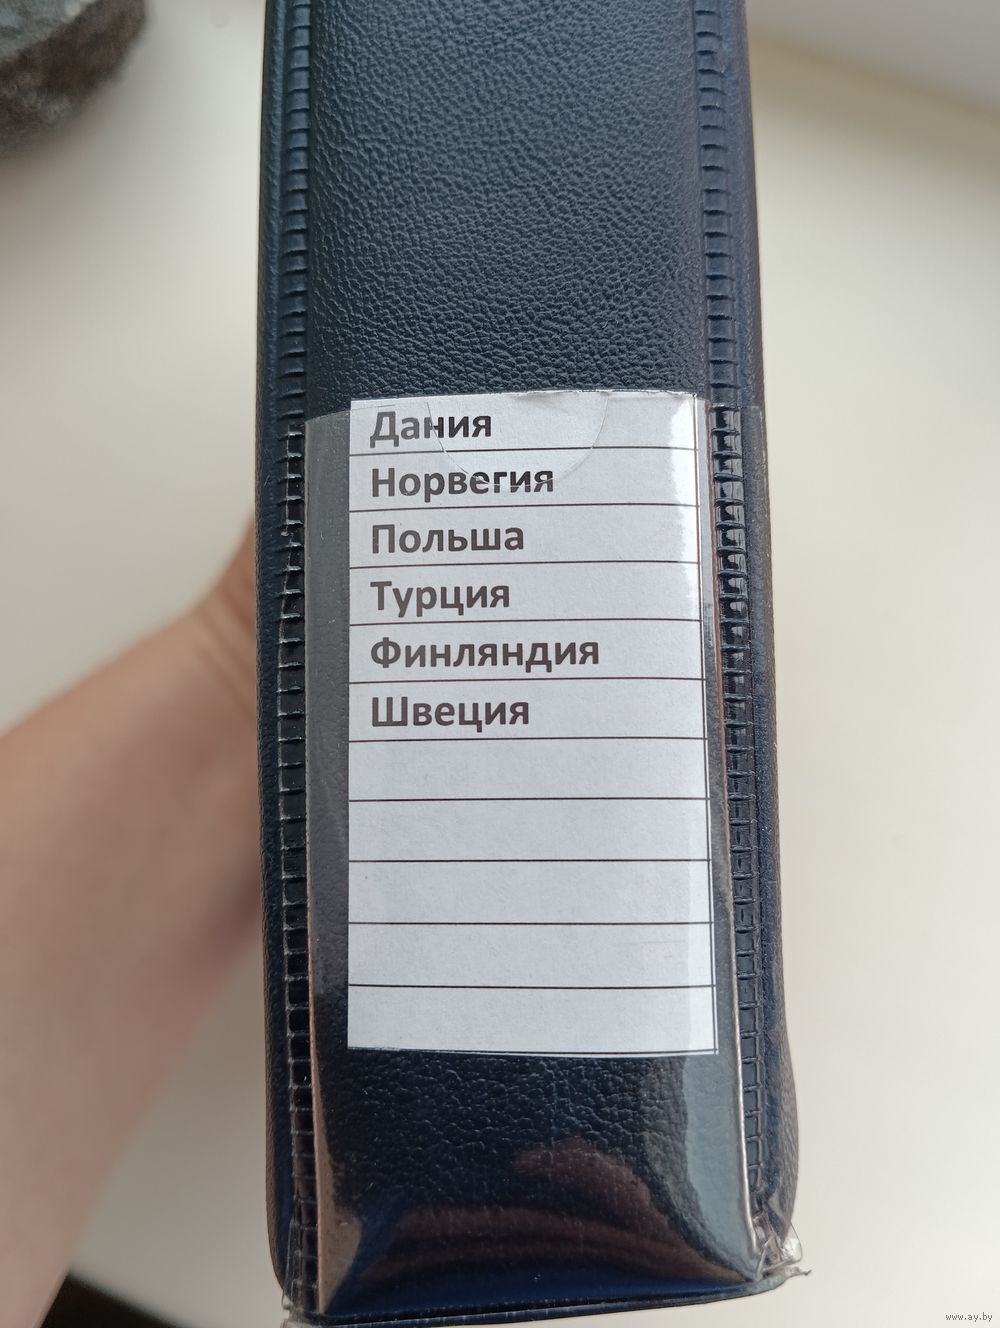 Дания
Норвегия
Польша
Турция
Финляндия
Швеция
www.ay.by